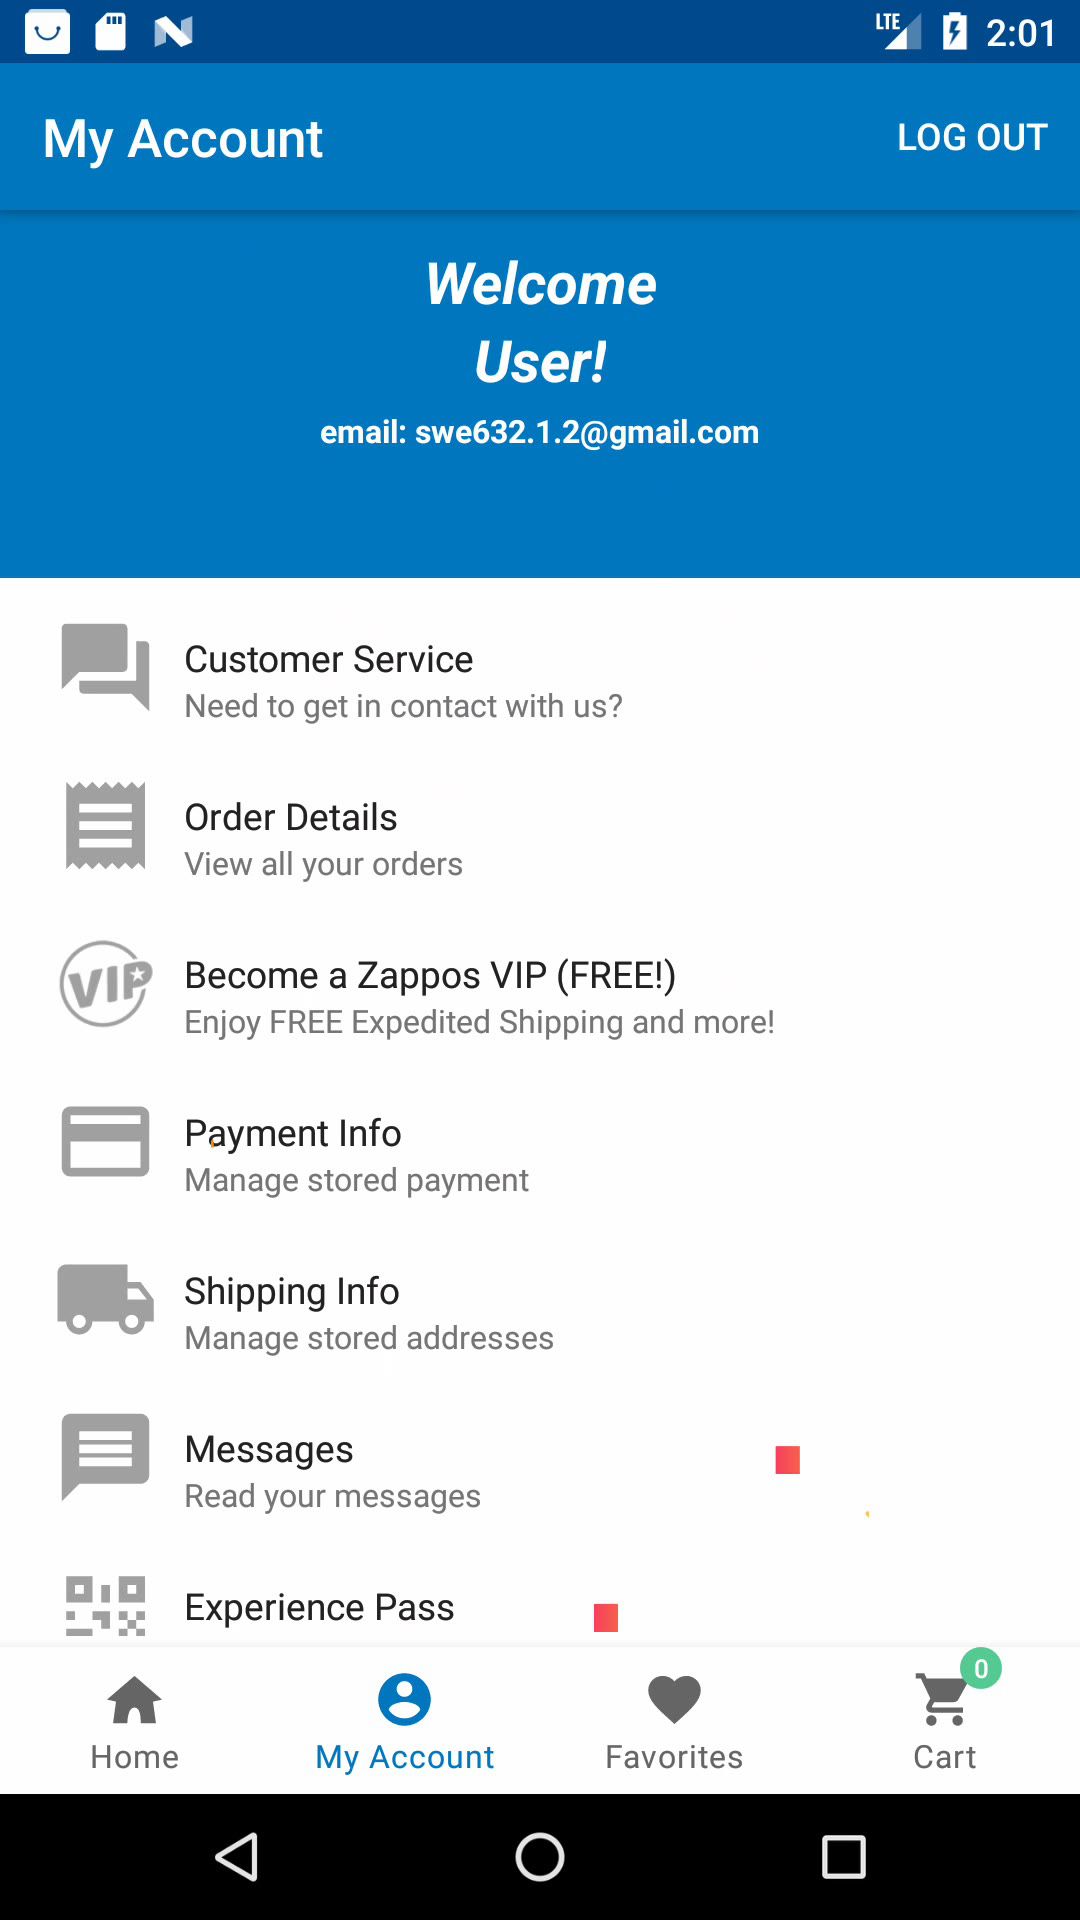 LTE 2:01
My Account LOG OUT
Welcome
User!
email: swe632.1.2@gmail.com
Customer Service
Need to get in contact with us?
Order Details
View all your orders
VIP
Become a Zappos VIP (FREE!)
Enjoy FREE Expedited Shipping and more!
Payment Info
Manage stored payment
Shipping Info
Manage stored addresses
Messages
Read your messages
Experience Pass
0
Home My Account Favorites Cart